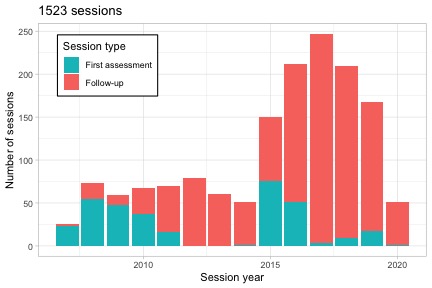 1523 sessions
250
200
150
100
50
0
Number of sessions
Session type
First assessment
Follow-up
2010
2015
2020
Session year